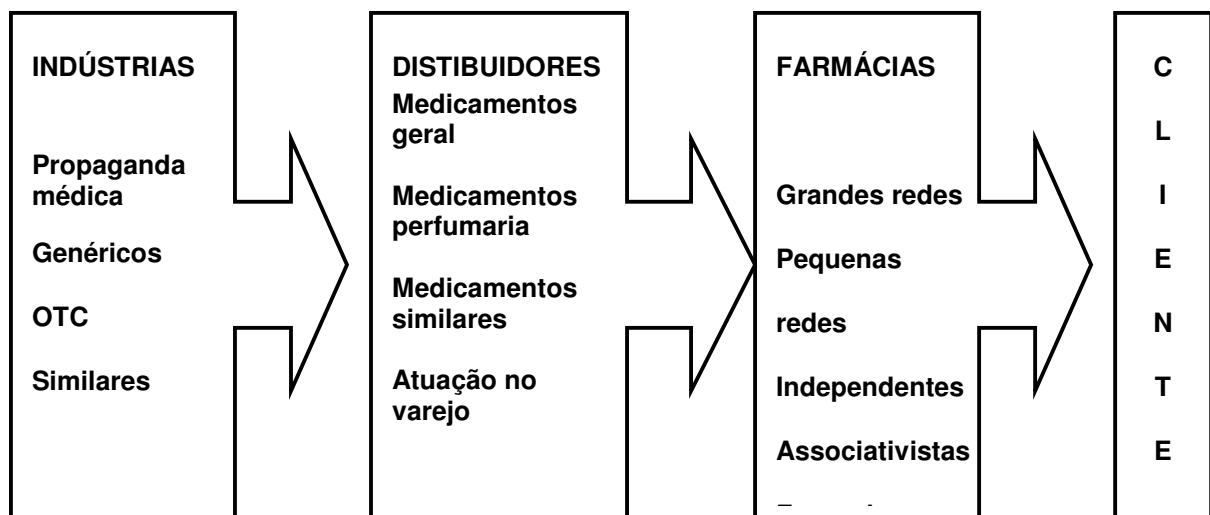 INDÚSTRIAS
Propaganda
médica
Genéricos
OTC
Similares
DISTIBUIDORES
Medicamentos
geral
Medicamentos
perfumaria
Medicamentos
similares
Atuação no
varejo
FARMÁCIAS
Grandes redes
Pequenas
redes
Independentes
Associativistas
C
L
I
E
N
T
E